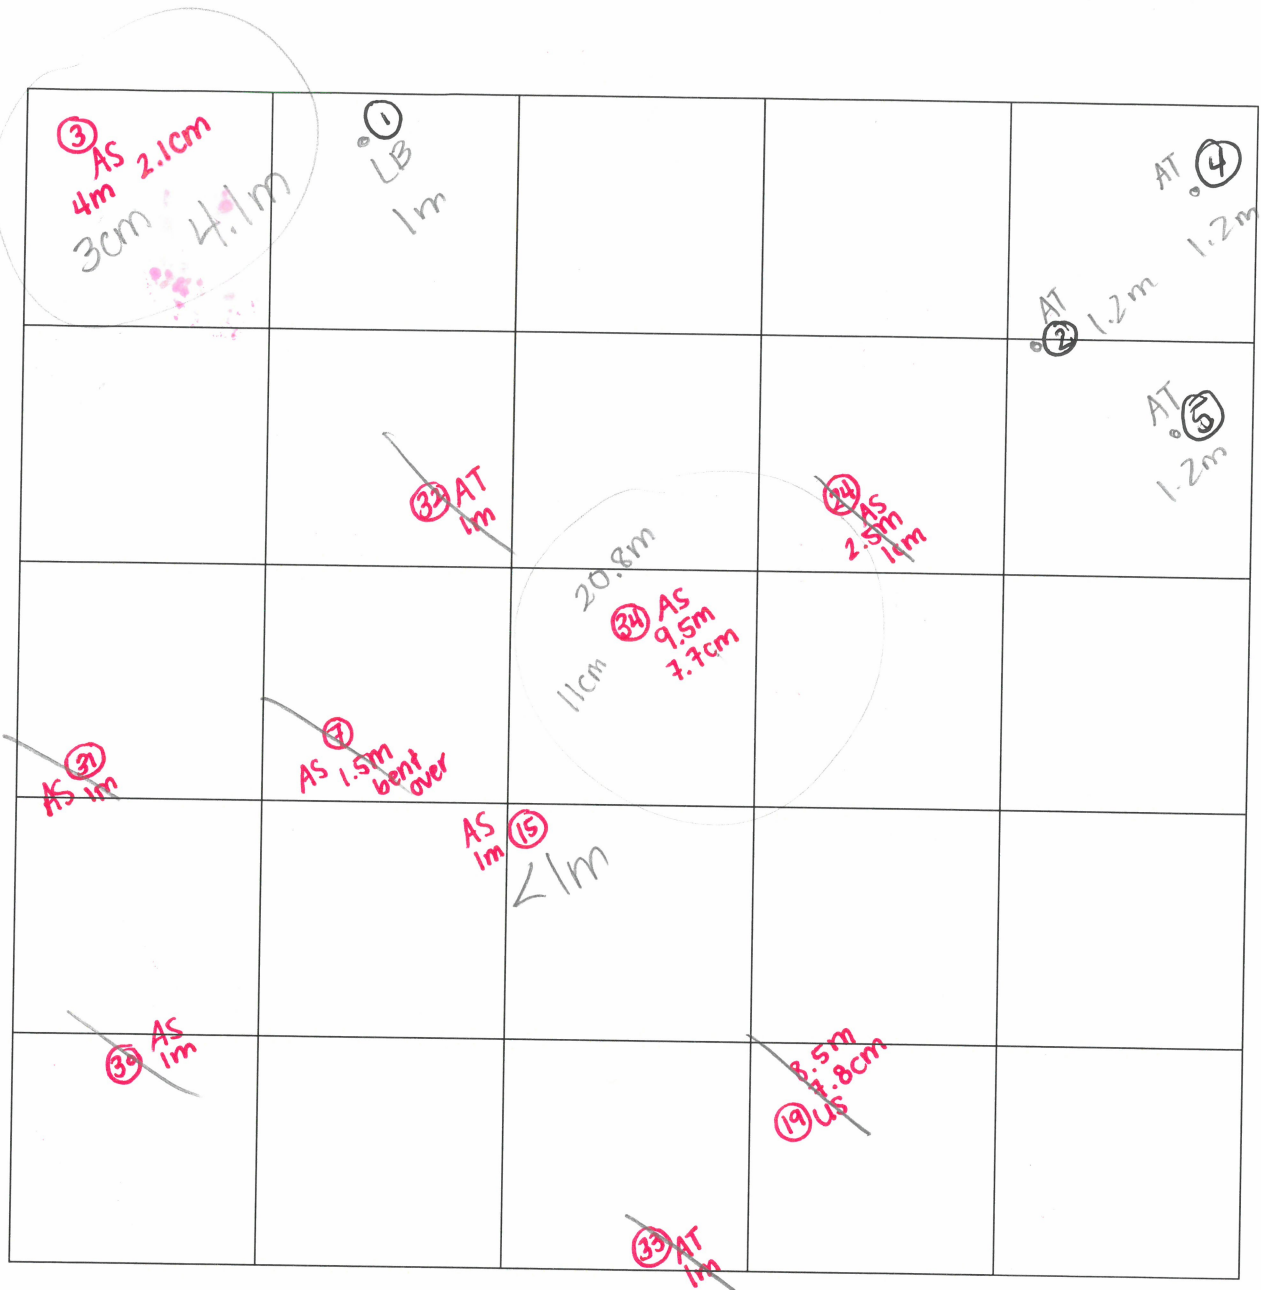 3
AS 2.1cm
4m
3cm 4.1m
1
LB
1m
AT 4
1.2m
AT 1.2m
2
AT 5
1.2m
32 AT
1m
24
AS
2.5m
1cm
20.8m
34 AS
9.5m
7.7cm
11cm
31
AS 1m
7
AS 1.5m
bent
over
AS 15
1m
<1m
30 AS
1m
8.5m
7.8cm
19 US
33 AT
1m